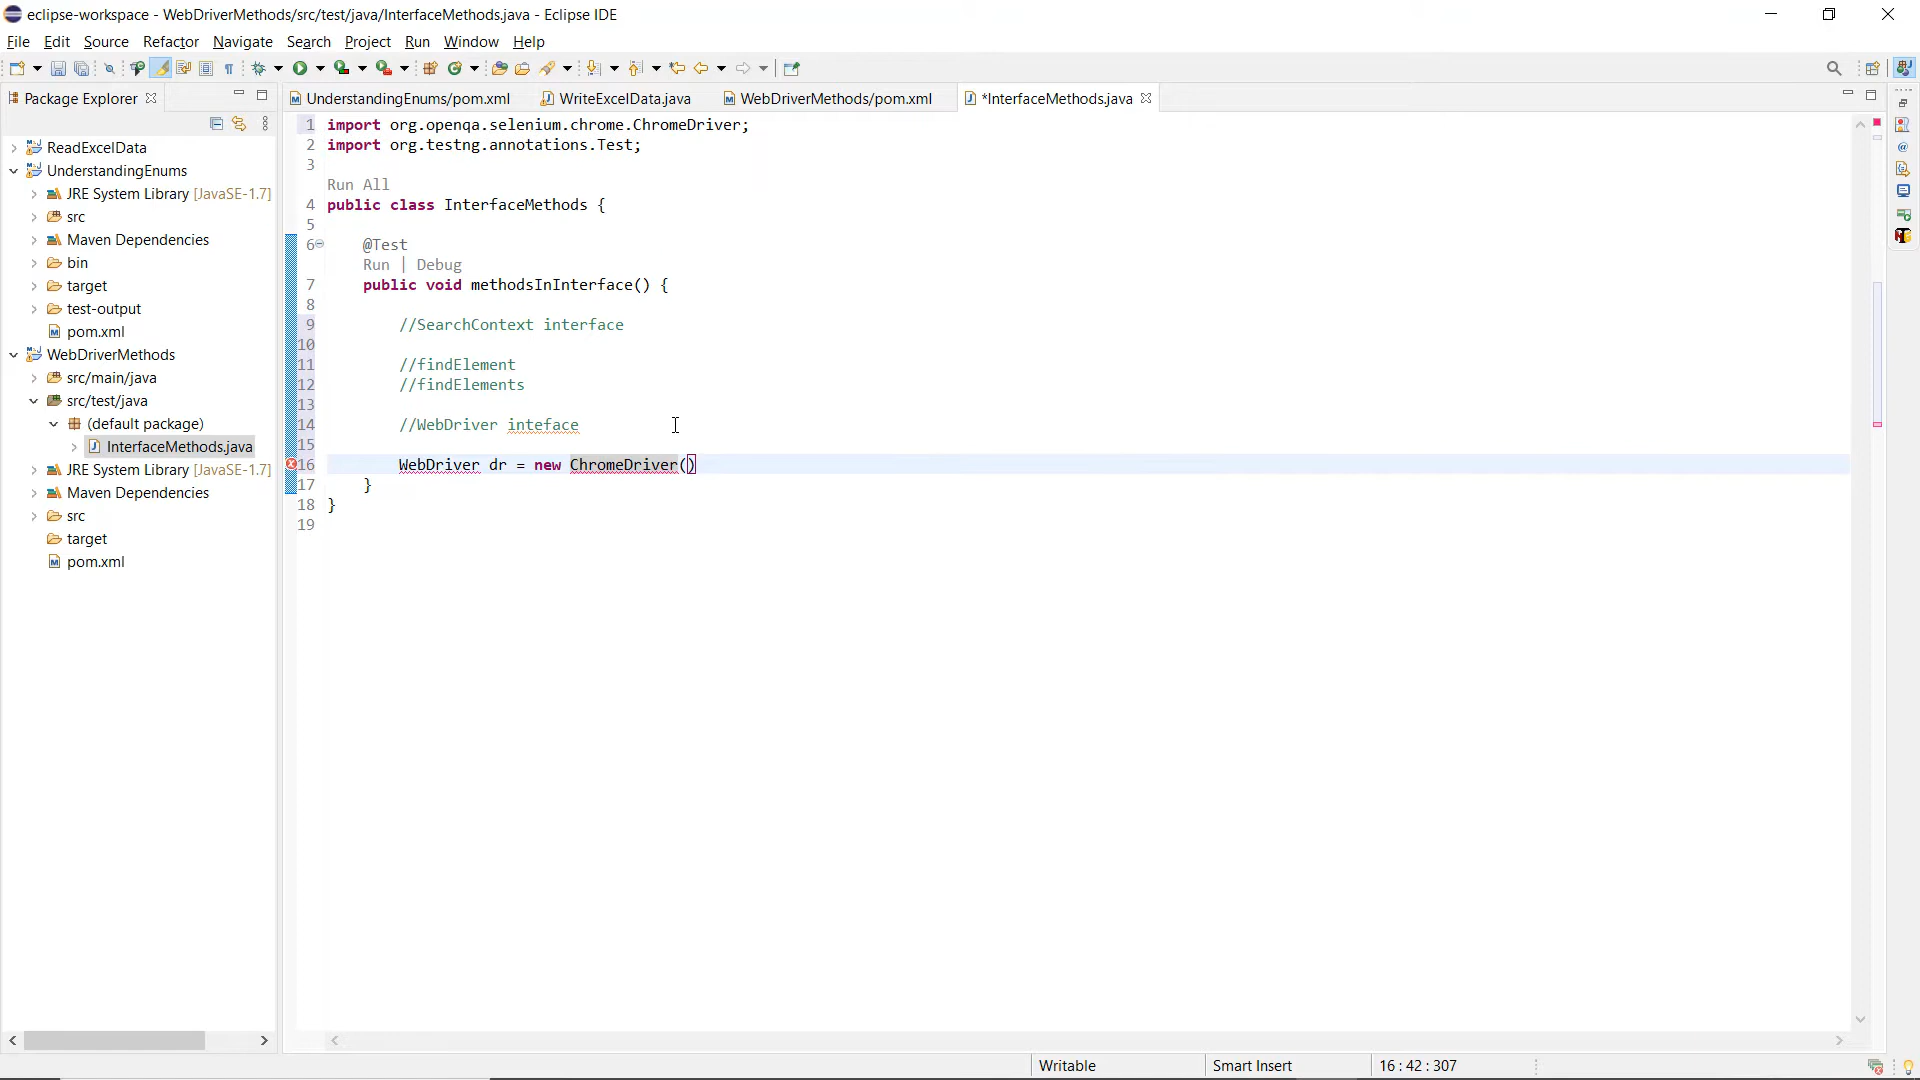 eclipse-workspace - WebDriverMethods/src/test/java/InterfaceMethods.java - Eclipse IDE
File Edit Source Refactor Navigate Search Project Run Window Help
Package Explorer
UnderstandingEnums/pom.xml WriteExcelData.java WebDriverMethods/pom.xml *InterfaceMethods.java
ReadExcelData
UnderstandingEnums
JRE System Library [JavaSE-1.7]
src
Maven Dependencies
bin
target
test-output
pom.xml
WebDriverMethods
src/main/java
src/test/java
(default package)
InterfaceMethods.java
JRE System Library [JavaSE-1.7]
Maven Dependencies
src
target
pom.xml
1 import org.openqa.selenium.chrome.ChromeDriver;
2 import org.testng.annotations.Test;
3
Run All
4 public class InterfaceMethods {
5
6 @Test
Run | Debug
7 public void methodsInInterface() {
8
9 //SearchContext interface
10
11 //findElement
12 //findElements
13
14 //WebDriver inteface
15
16 WebDriver dr = new ChromeDriver()
17 }
18 }
19
Writable Smart Insert 16 : 42 : 307